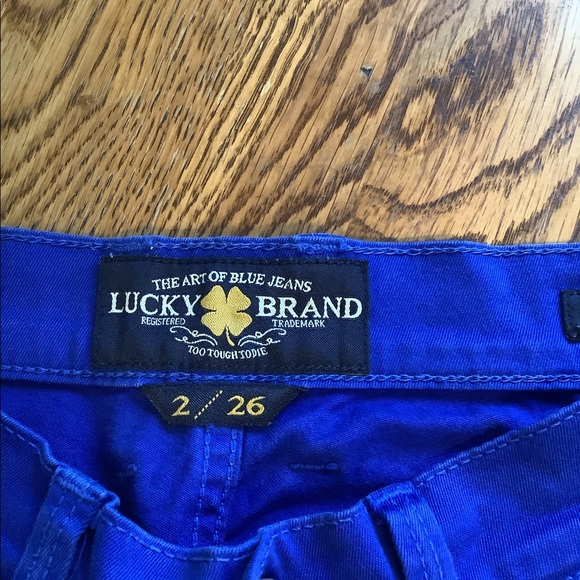 THE ART OF BLUE JEANS
LUCKY BRAND
REGISTERED TRADEMARK
TOO TOUGH TO DIE
2 26